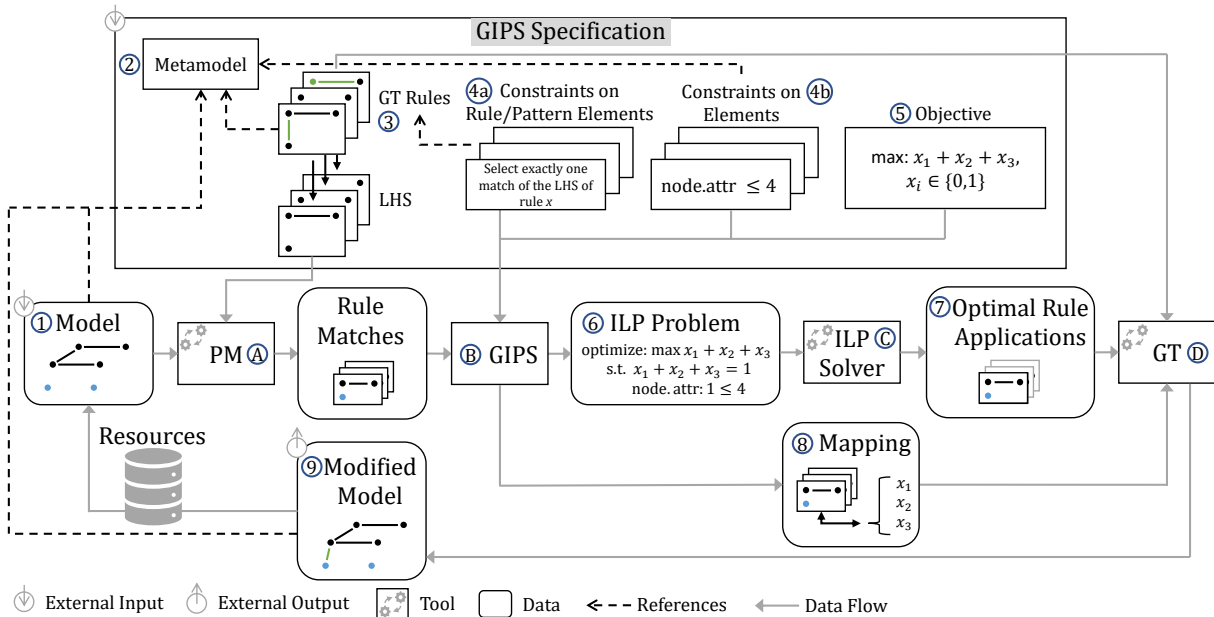 GIPS Specification
② Metamodel
GT Rules
③
LHS
4a Constraints on
Rule/Pattern Elements
Select exactly one
match of the LHS of
rule x
Constraints on 4b
Elements
node.attr ≤ 4
⑤ Objective
max: x₁ + x₂ + x₃,
xᵢ ∈ {0,1}
① Model
PM Ⓐ
Rule
Matches
Ⓑ GIPS
⑥ ILP Problem
optimize: max x₁ + x₂ + x₃
s.t. x₁ + x₂ + x₃ = 1
node. attr: 1 ≤ 4
ILP Ⓒ
Solver
⑦ Optimal Rule
Applications
GT Ⓓ
Resources
⑨ Modified
Model
⑧ Mapping
x₁
x₂
x₃
External Input
External Output
Tool
Data
References
Data Flow